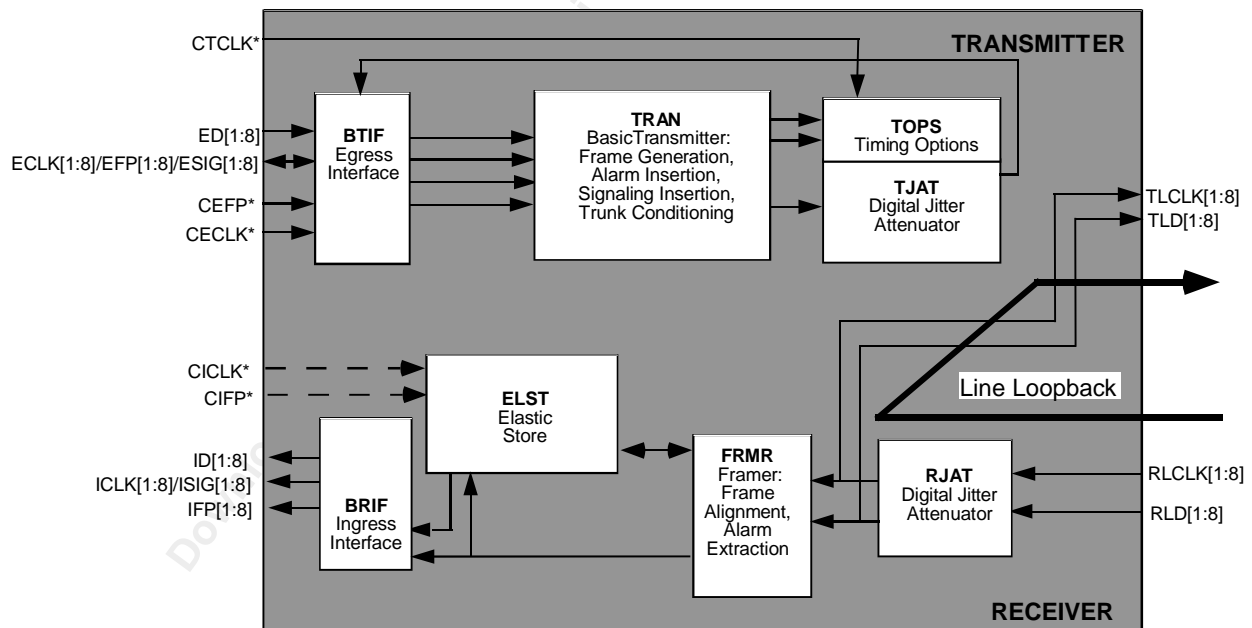 CTCLK*
TRANSMITTER
ED[1:8]
ECLK[1:8]/EFP[1:8]/ESIG[1:8]
CEFP*
CECLK*
BTIF
Egress
Interface
TRAN
BasicTransmitter:
Frame Generation,
Alarm Insertion,
Signaling Insertion,
Trunk Conditioning
TOPS
Timing Options
TJAT
Digital Jitter
Attenuator
TLCLK[1:8]
TLD[1:8]
CICLK*
CIFP*
ELST
Elastic
Store
Line Loopback
ID[1:8]
ICLK[1:8]/ISIG[1:8]
IFP[1:8]
BRIF
Ingress
Interface
FRMR
Framer:
Frame
Alignment,
Alarm
Extraction
RJAT
Digital Jitter
Attenuator
RLCLK[1:8]
RLD[1:8]
RECEIVER